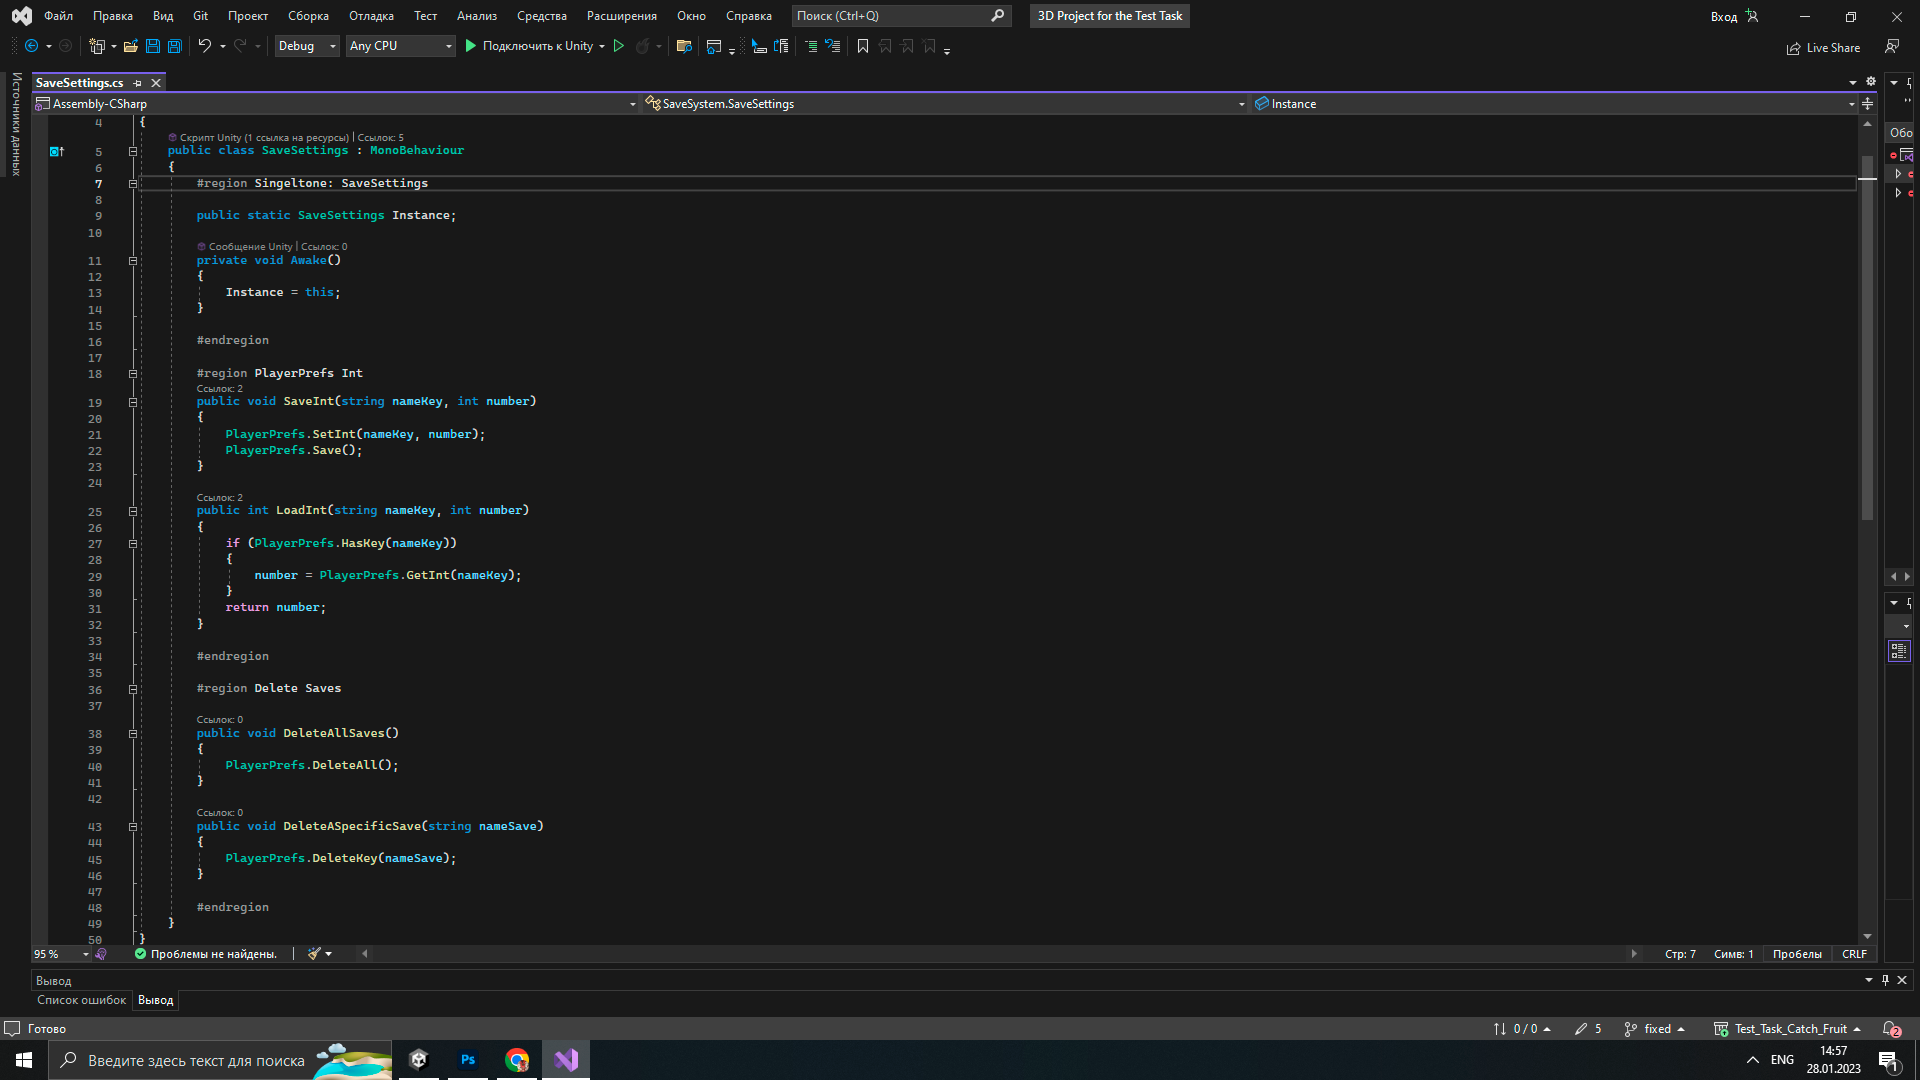 Файл Правка Вид Git Проект Сборка Отладка Тест Анализ Средства Расширения Окно Справка Поиск (Ctrl+Q) 3D Project for the Test Task Вход
Debug Any CPU Подключить к Unity Live Share
Источники данных
SaveSettings.cs
Assembly-CSharp SaveSystem.SaveSettings Instance
4 {
Скрипт Unity (1 ссылка на ресурсы) | Ссылок: 5
5 public class SaveSettings : MonoBehaviour
6 {
7 #region Singeltone: SaveSettings
8
9 public static SaveSettings Instance;
10
Сообщение Unity | Ссылок: 0
11 private void Awake()
12 {
13 Instance = this;
14 }
15
16 #endregion
17
18 #region PlayerPrefs Int
Ссылок: 2
19 public void SaveInt(string nameKey, int number)
20 {
21 PlayerPrefs.SetInt(nameKey, number);
22 PlayerPrefs.Save();
23 }
24
Ссылок: 2
25 public int LoadInt(string nameKey, int number)
26 {
27 if (PlayerPrefs.HasKey(nameKey))
28 {
29 number = PlayerPrefs.GetInt(nameKey);
30 }
31 return number;
32 }
33
34 #endregion
35
36 #region Delete Saves
37
Ссылок: 0
38 public void DeleteAllSaves()
39 {
40 PlayerPrefs.DeleteAll();
41 }
42
Ссылок: 0
43 public void DeleteASpecificSave(string nameSave)
44 {
45 PlayerPrefs.DeleteKey(nameSave);
46 }
47
48 #endregion
49 }
50 }
Обо
95 % Проблемы не найдены. Стр: 7 Симв: 1 Пробелы CRLF
Вывод
Список ошибок Вывод
Готово 0 / 0 5 fixed Test_Task_Catch_Fruit 2
Введите здесь текст для поиска Ps ENG 14:57
28.01.2023 1